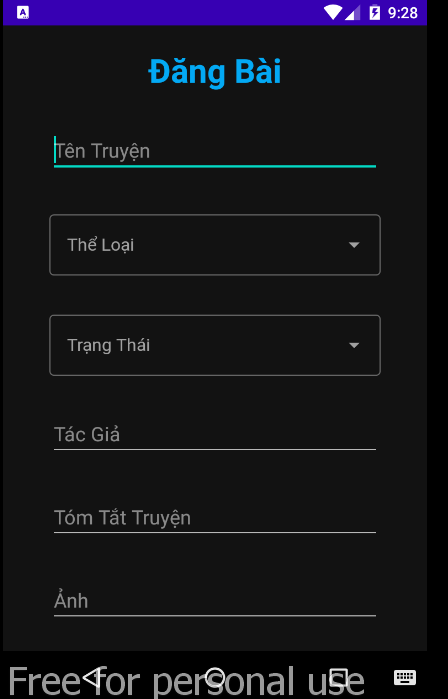 9:28
Đăng Bài
Tên Truyện
Thể Loại
Trạng Thái
Tác Giả
Tóm Tắt Truyện
Ảnh
Free for personal use